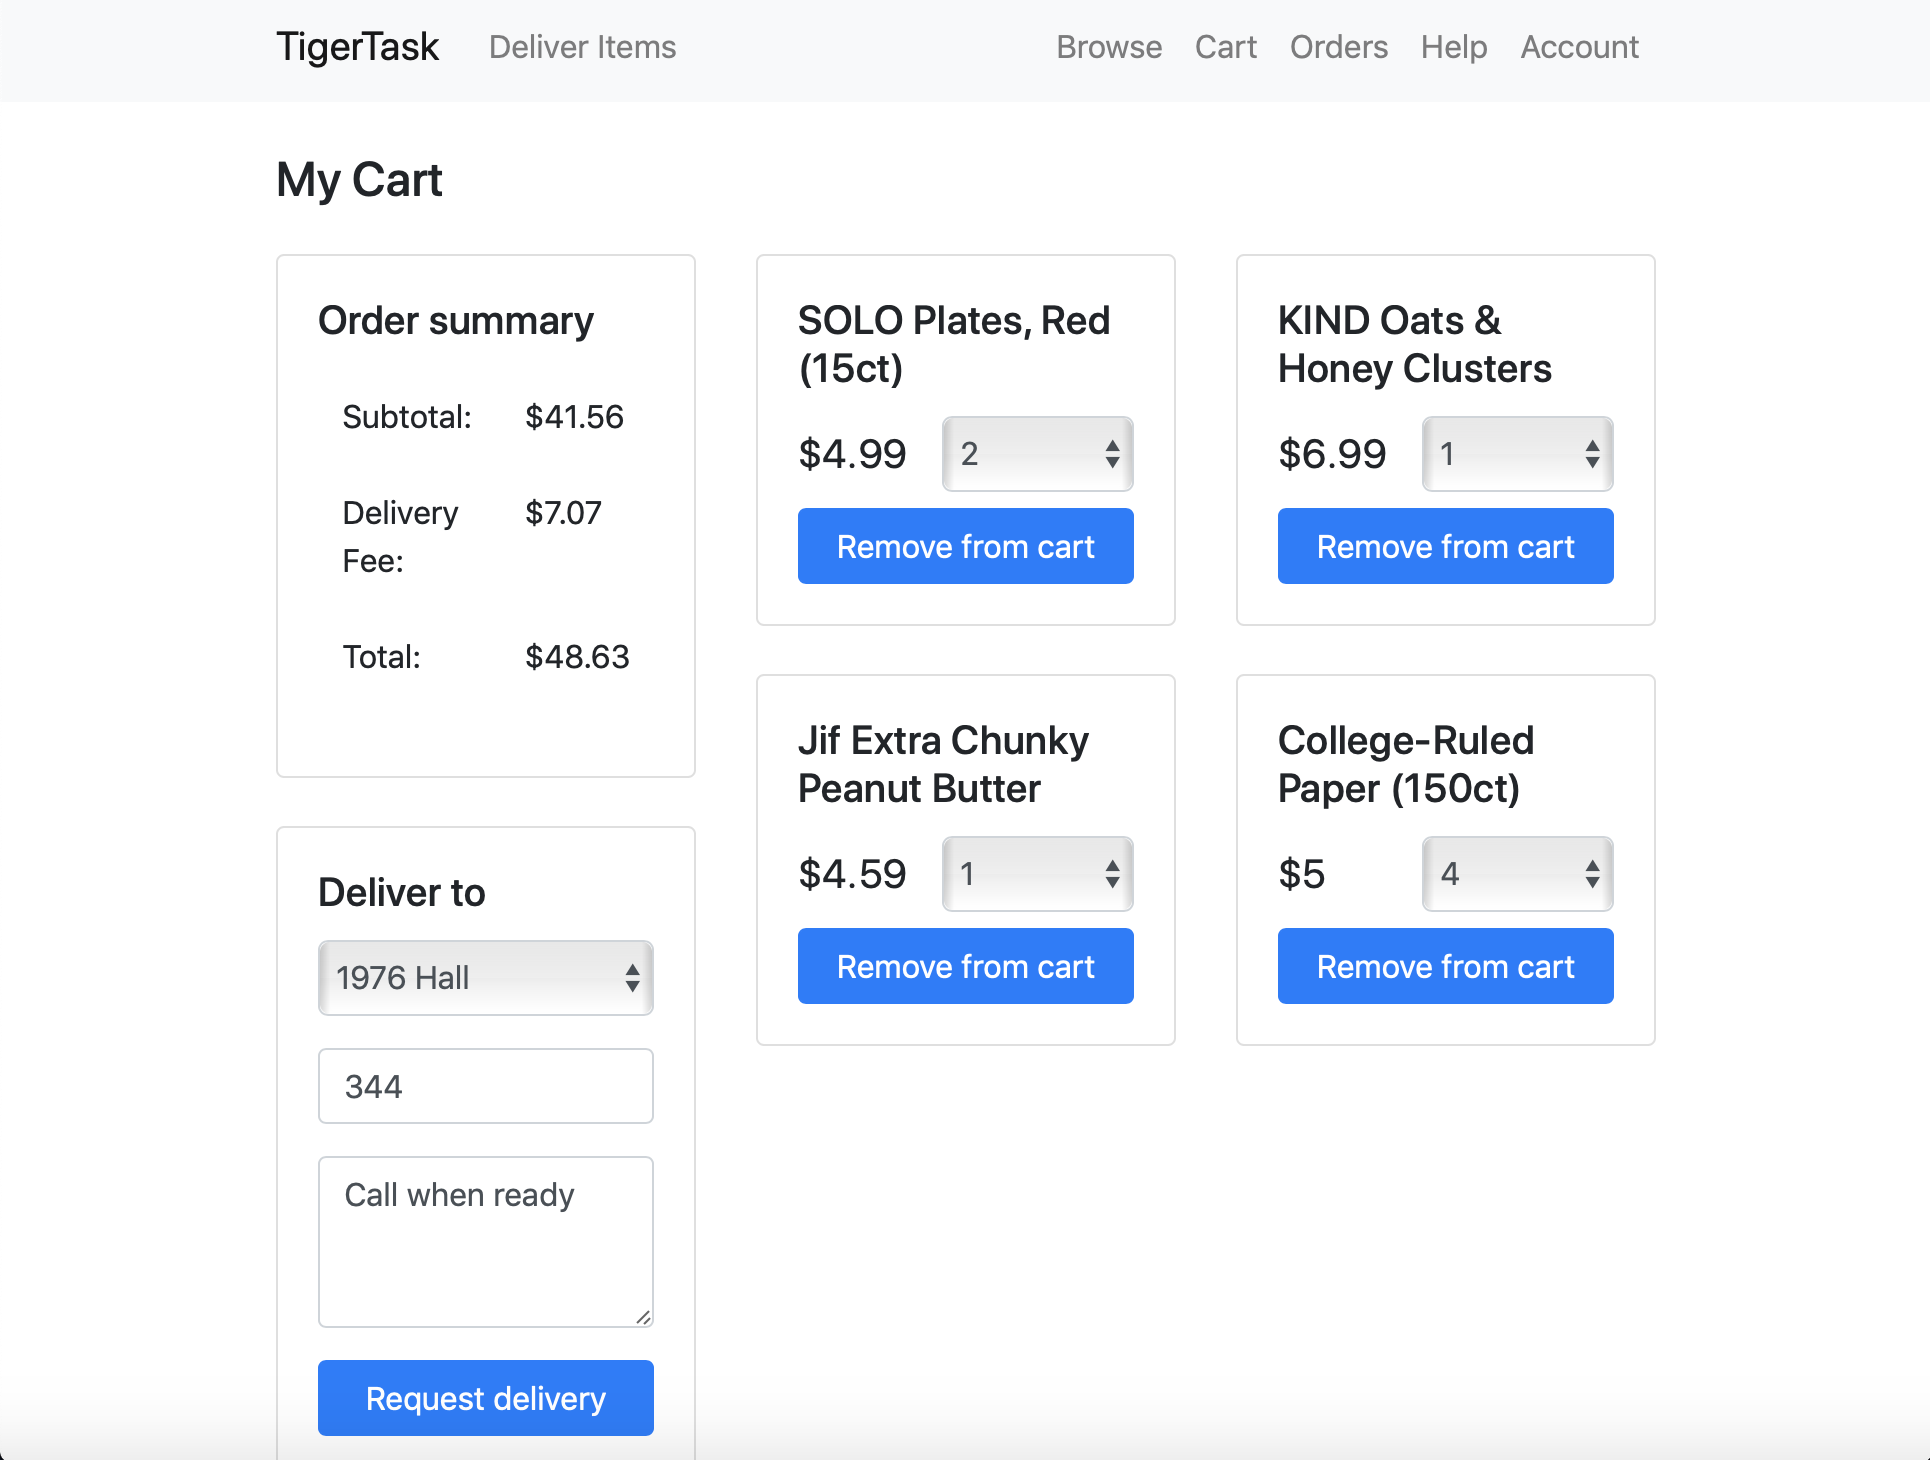 TigerTask Deliver Items Browse Cart Orders Help Account
My Cart
Order summary
Subtotal: $41.56
Delivery $7.07
Fee:
Total: $48.63
Deliver to
1976 Hall
344
Call when ready
Request delivery
SOLO Plates, Red
(15ct)
$4.99 2
Remove from cart
KIND Oats &
Honey Clusters
$6.99 1
Remove from cart
Jif Extra Chunky
Peanut Butter
$4.59 1
Remove from cart
College-Ruled
Paper (150ct)
$5 4
Remove from cart